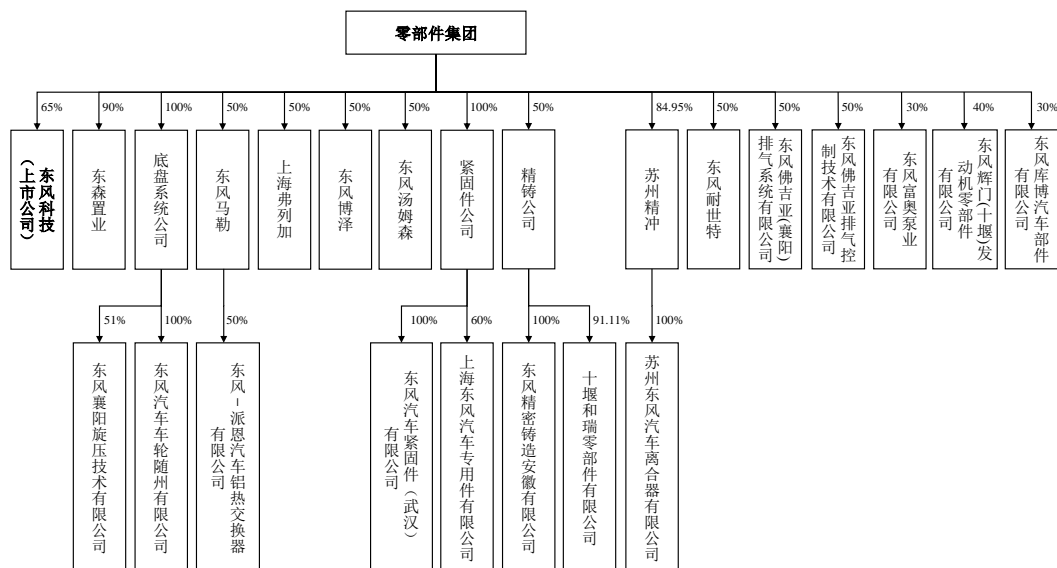 零部件集团
65%
90%
100%
50%
50%
50%
50%
100%
50%
84.95%
50%
50%
50%
30%
40%
30%
东风科技
(上市公司)
东森置业
底盘系统公司
东风马勒
上海弗列加
东风博泽
东风汤姆森
紧固件公司
精铸公司
苏州精冲
东风耐世特
东风佛吉亚(襄阳)
排气系统有限公司
东风佛吉亚排气控
制技术有限公司
东风富奥泵业
有限公司
东风辉门(十堰)发
动机零部件
有限公司
东风库博汽车部件
有限公司
51%
100%
50%
100%
60%
100%
91.11%
100%
东风襄阳旋压技术有限公司
东风汽车车轮随州有限公司
东风-派恩汽车铝热交换器
有限公司
东风汽车紧固件(武汉)
有限公司
上海东风汽车专用件有限公司
东风精密铸造安徽有限公司
十堰和瑞零部件有限公司
苏州东风汽车离合器有限公司